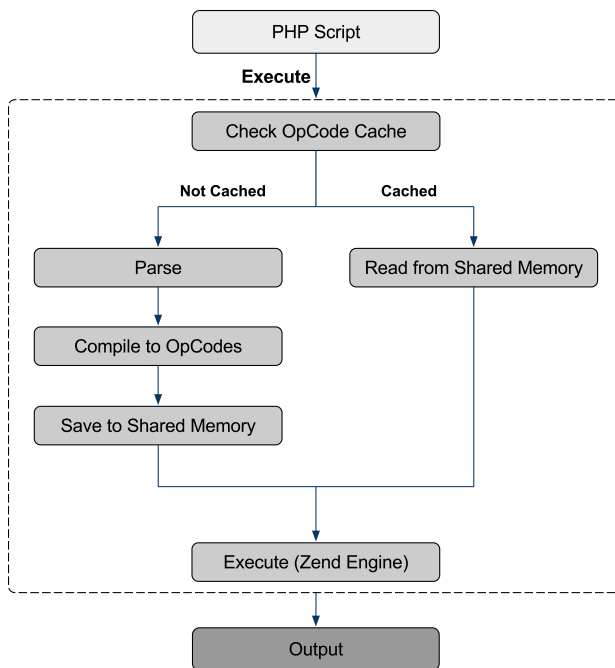 PHP Script
Execute
Check OpCode Cache
Not Cached
Cached
Parse
Read from Shared Memory
Compile to OpCodes
Save to Shared Memory
Execute (Zend Engine)
Output